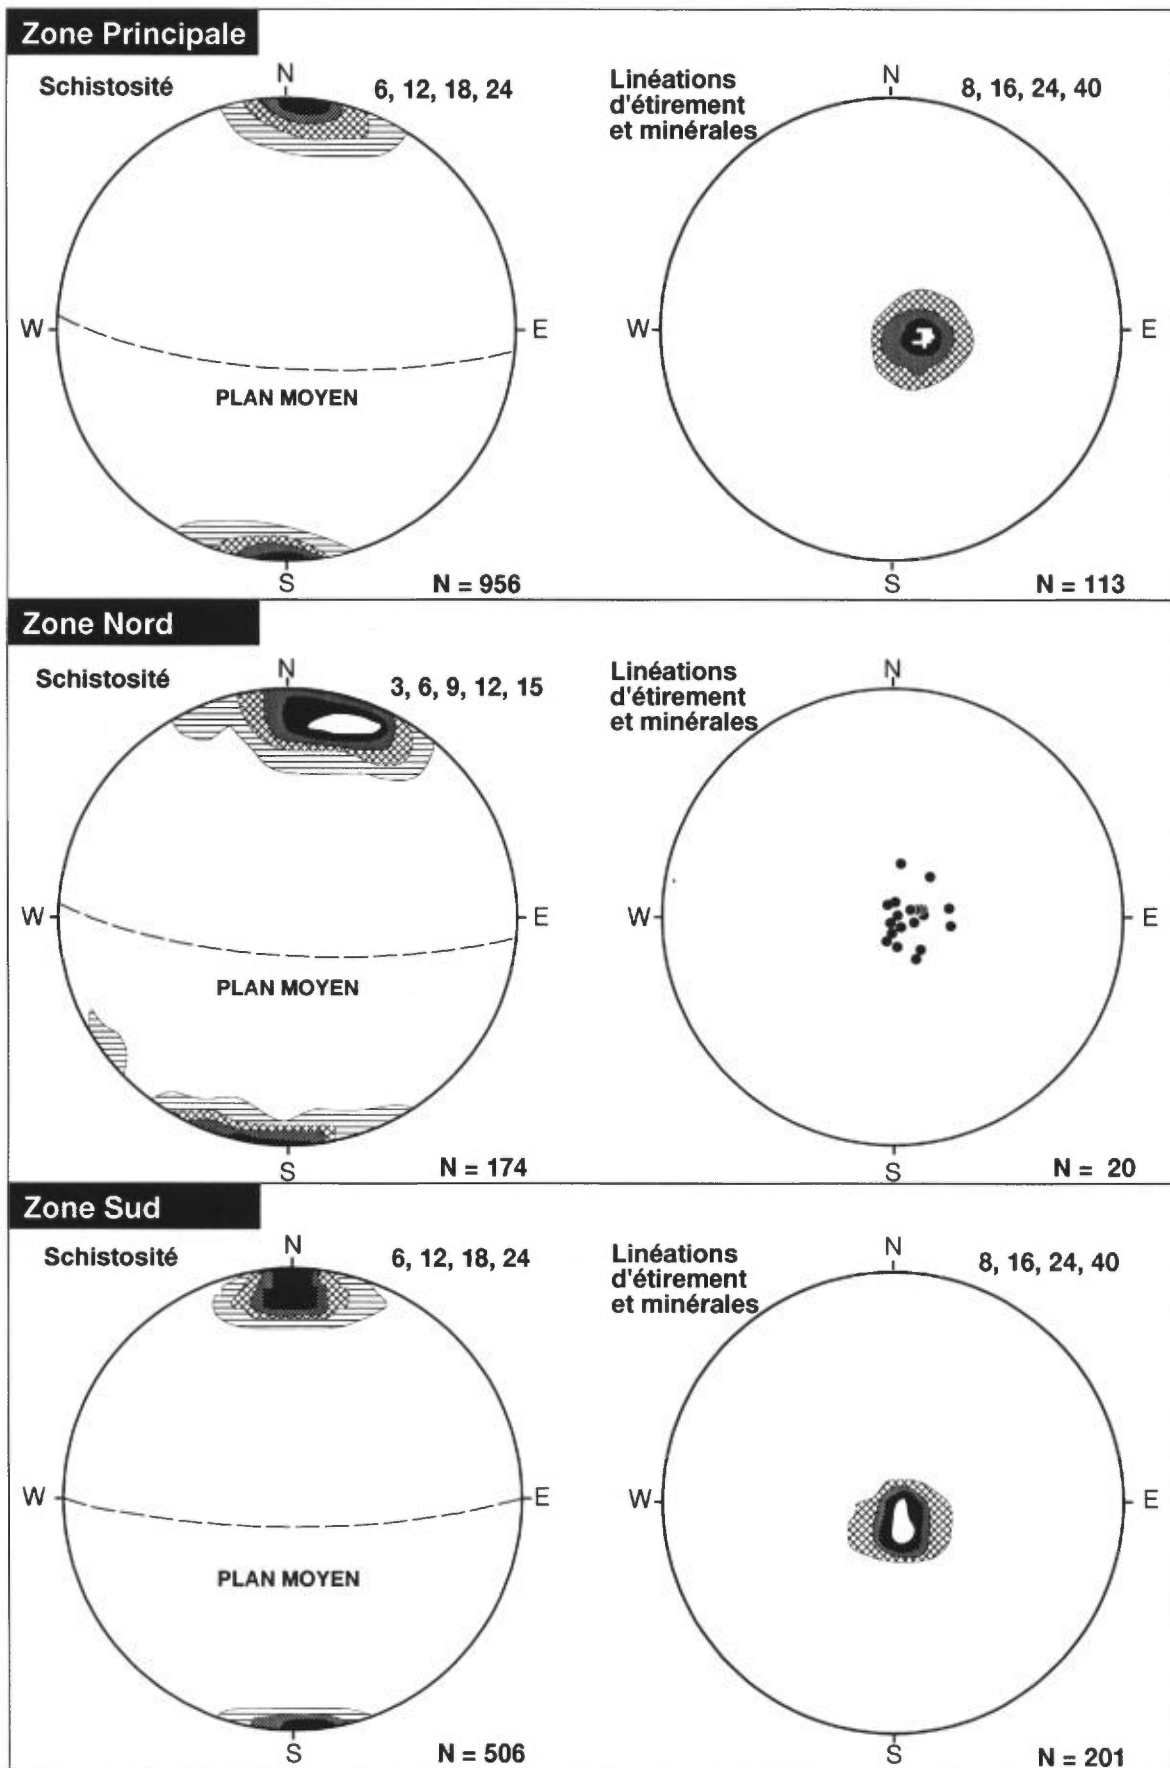 Zone Principale
Schistosité
N
6, 12, 18, 24
W
E
PLAN MOYEN
S
N = 956
Linéations
d'étirement
et minérales
N
8, 16, 24, 40
W
E
S
N = 113
Zone Nord
Schistosité
N
3, 6, 9, 12, 15
W
E
PLAN MOYEN
S
N = 174
Linéations
d'étirement
et minérales
N
W
E
S
N = 20
Zone Sud
Schistosité
N
6, 12, 18, 24
W
E
PLAN MOYEN
S
N = 506
Linéations
d'étirement
et minérales
N
8, 16, 24, 40
W
E
S
N = 201